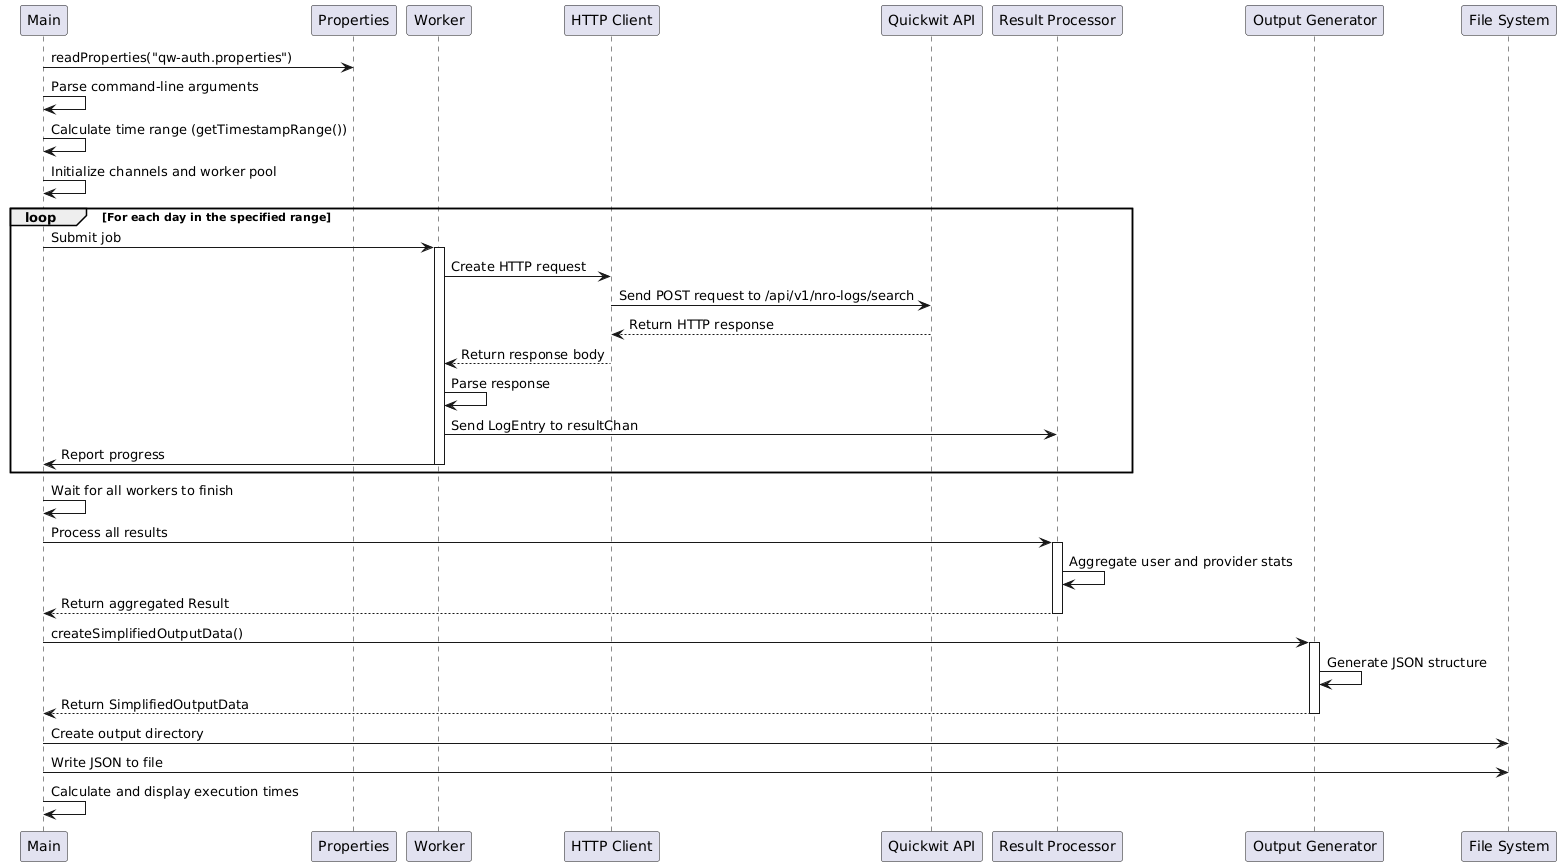 Main Properties Worker HTTP Client Quickwit API Result Processor Output Generator File System
readProperties("qw-auth.properties")
Parse command-line arguments
Calculate time range (getTimestampRange())
Initialize channels and worker pool
loop [For each day in the specified range]
Submit job
Create HTTP request
Send POST request to /api/v1/nro-logs/search
Return HTTP response
Return response body
Parse response
Send LogEntry to resultChan
Report progress
Wait for all workers to finish
Process all results
Aggregate user and provider stats
Return aggregated Result
createSimplifiedOutputData()
Generate JSON structure
Return SimplifiedOutputData
Create output directory
Write JSON to file
Calculate and display execution times
Main Properties Worker HTTP Client Quickwit API Result Processor Output Generator File System